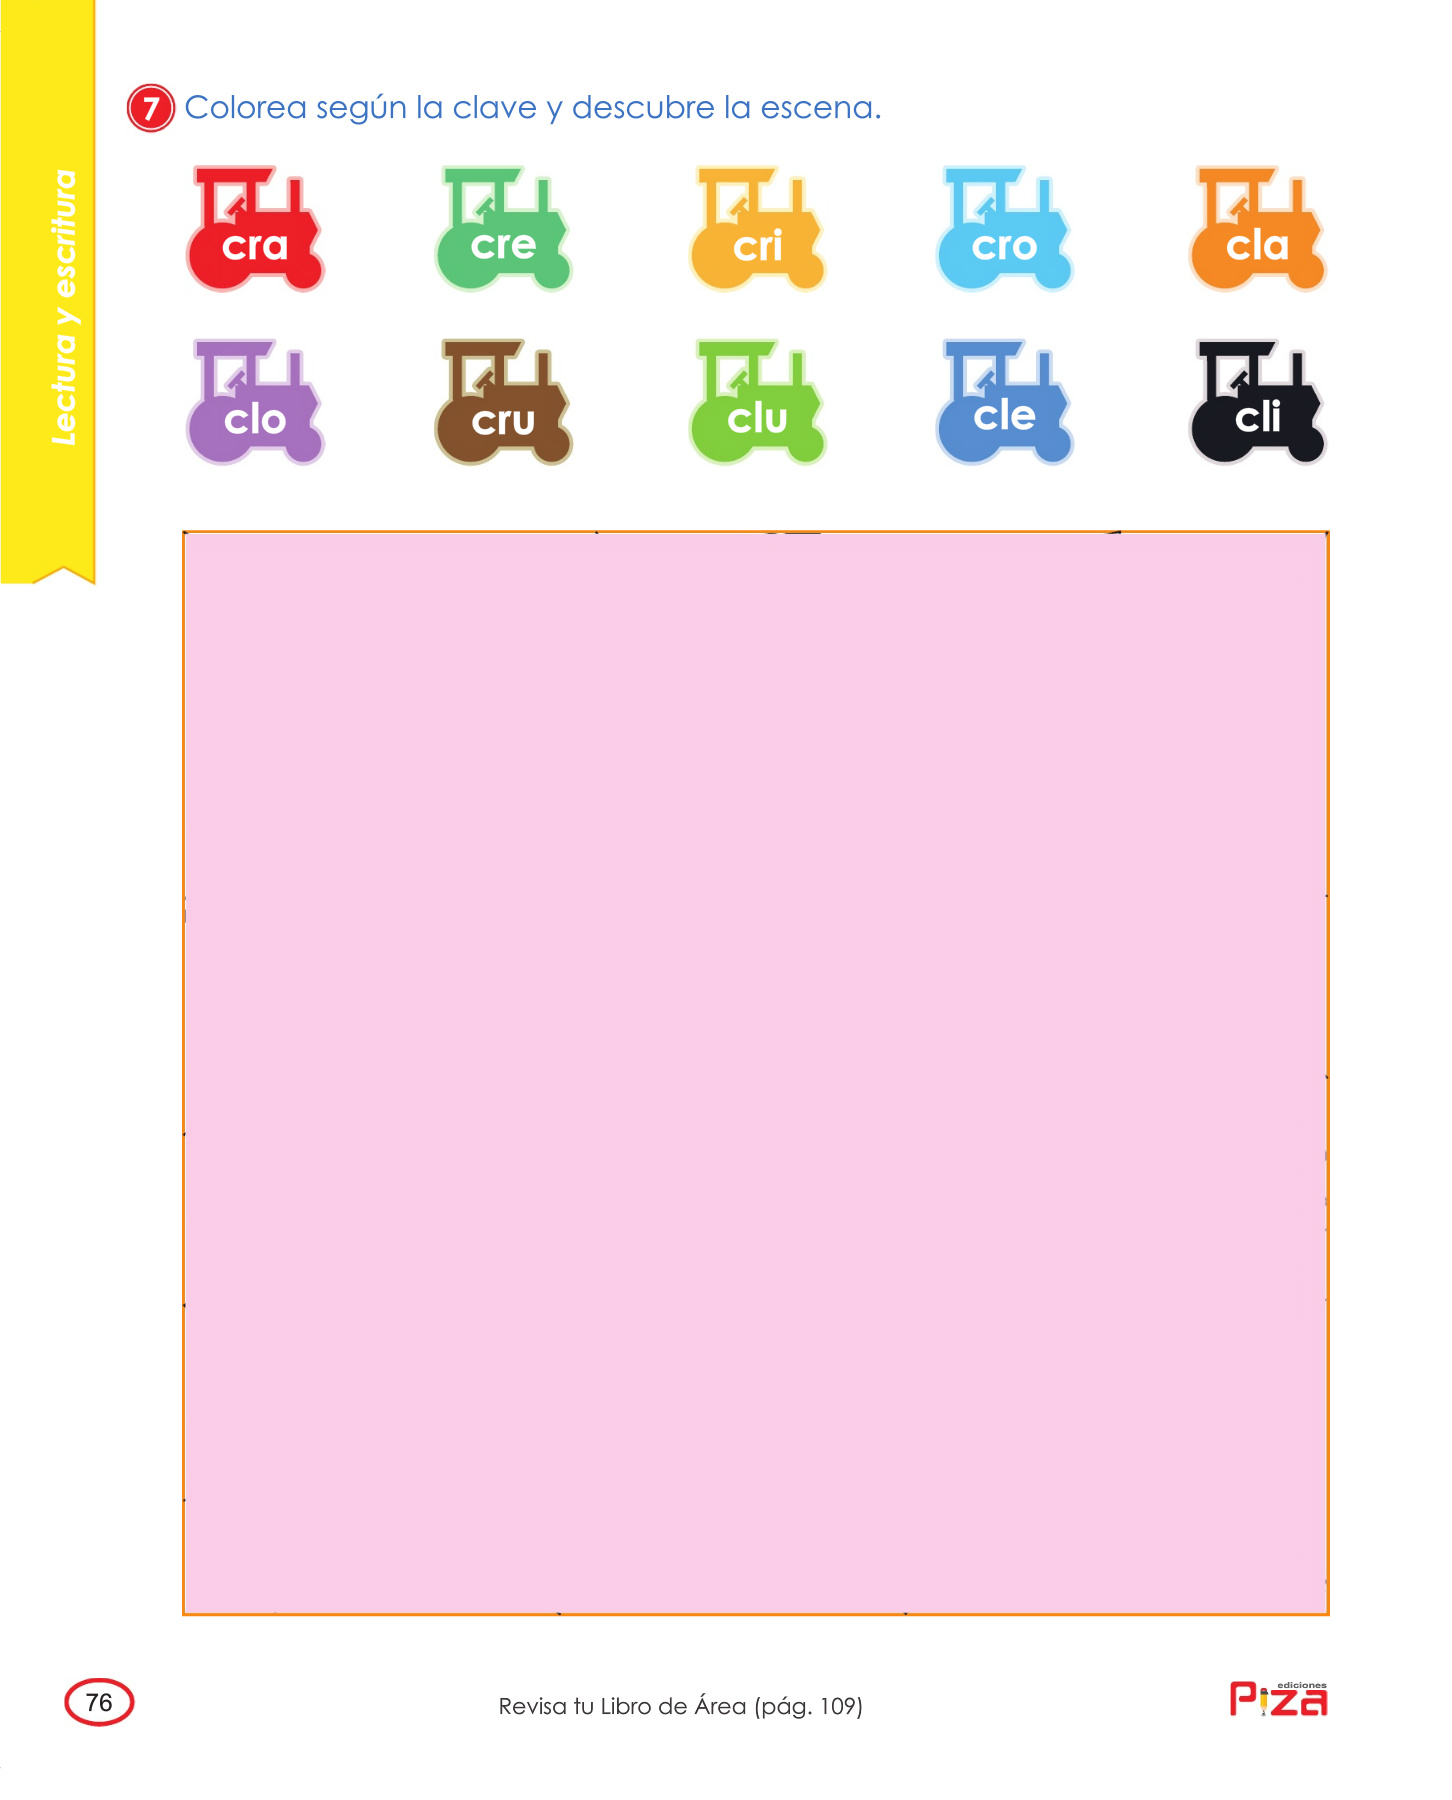 Lectura y escritura
7 Colorea según la clave y descubre la escena.
cra cre cri cro cla
clo cru clu cle cli
76
Revisa tu Libro de Área (pág. 109)
ediciones
Piza